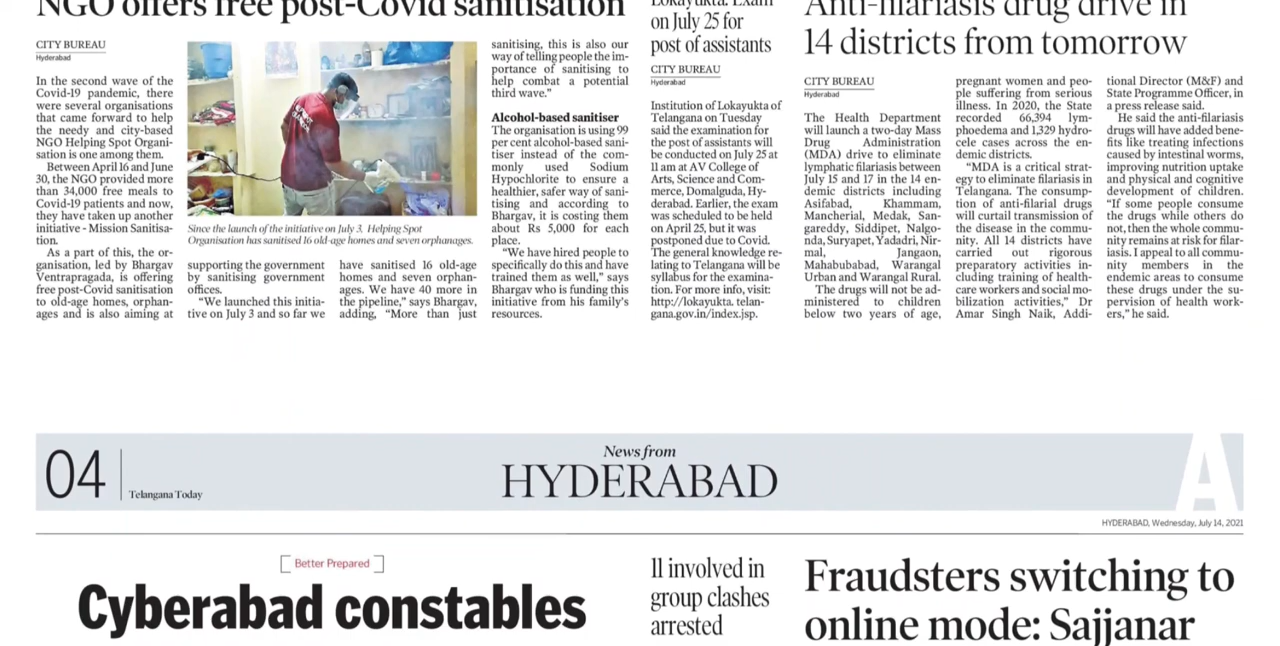 NGO offers free post-Covid sanitisation
CITY BUREAU
Hyderabad
In the second wave of the
Covid-19 pandemic, there
were several organisations
that came forward to help
the needy and city-based
NGO Helping Spot Organi-
sation is one among them.
Between April 16 and June
30, the NGO provided more
than 34,000 free meals to
Covid-19 patients and now,
they have taken up another
initiative - Mission Sanitisa-
tion.
As a part of this, the or-
ganisation, led by Bhargav
Ventrapragada, is offering
free post-Covid sanitisation
to old-age homes, orphan-
ages and is also aiming at
Since the launch of the initiative on July 3. Helping Spot
Organisation has sanitised 16 old-age homes and seven orphanages.
supporting the government
by sanitising government
offices.
“We launched this initia-
tive on July 3 and so far we
have sanitised 16 old-age
homes and seven orphan-
ages. We have 40 more in
the pipeline,” says Bhargav,
adding, “More than just
sanitising, this is also our
way of telling people the im-
portance of sanitising to
help combat a potential
third wave.”
Alcohol-based sanitiser
The organisation is using 99
per cent alcohol-based sani-
tiser instead of the com-
monly used Sodium
Hypochlorite to ensure a
healthier, safer way of sani-
tising and according to
Bhargav, it is costing them
about Rs 5,000 for each
place.
“We have hired people to
specifically do this and have
trained them as well,” says
Bhargav who is funding this
initiative from his family’s
resources.
Lokayukta: Exam
on July 25 for
post of assistants
CITY BUREAU
Hyderabad
Institution of Lokayukta of
Telangana on Tuesday
said the examination for
the post of assistants will
be conducted on July 25 at
11 am at AV College of
Arts, Science and Com-
merce, Domalguda, Hy-
derabad. Earlier, the exam
was scheduled to be held
on April 25, but it was
postponed due to Covid.
The general knowledge re-
lating to Telangana will be
syllabus for the examina-
tion. For more info, visit:
http://lokayukta. telan-
gana.gov.in/index.jsp.
Anti-filariasis drug drive in
14 districts from tomorrow
CITY BUREAU
Hyderabad
The Health Department
will launch a two-day Mass
Drug Administration
(MDA) drive to eliminate
lymphatic filariasis between
July 15 and 17 in the 14 en-
demic districts including
Asifabad, Khammam,
Mancherial, Medak, San-
gareddy, Siddipet, Nalgo-
nda, Suryapet, Yadadri, Nir-
mal, Jangaon,
Mahabubabad, Warangal
Urban and Warangal Rural.
The drugs will not be ad-
ministered to children
below two years of age,
pregnant women and peo-
ple suffering from serious
illness. In 2020, the State
recorded 66,394 lym-
phoedema and 1,329 hydro-
cele cases across the en-
demic districts.
“MDA is a critical strat-
egy to eliminate filariasis in
Telangana. The consump-
tion of anti-filarial drugs
will curtail transmission of
the disease in the commu-
nity. All 14 districts have
carried out rigorous
preparatory activities in-
cluding training of health-
care workers and social mo-
bilization activities,” Dr
Amar Singh Naik, Addi-
tional Director (M&F) and
State Programme Officer, in
a press release said.
He said the anti-filariasis
drugs will have added bene-
fits like treating infections
caused by intestinal worms,
improving nutrition uptake
and physical and cognitive
development of children.
“If some people consume
the drugs while others do
not, then the whole commu-
nity remains at risk for filar-
iasis. I appeal to all commu-
nity members in the
endemic areas to consume
these drugs under the su-
pervision of health work-
ers,” he said.
04
Telangana Today
News from
HYDERABAD
A
HYDERABAD, Wednesday, July 14, 2021
[ Better Prepared ]
Cyberabad constables
11 involved in
group clashes
arrested
Fraudsters switching to
online mode: Sajjanar